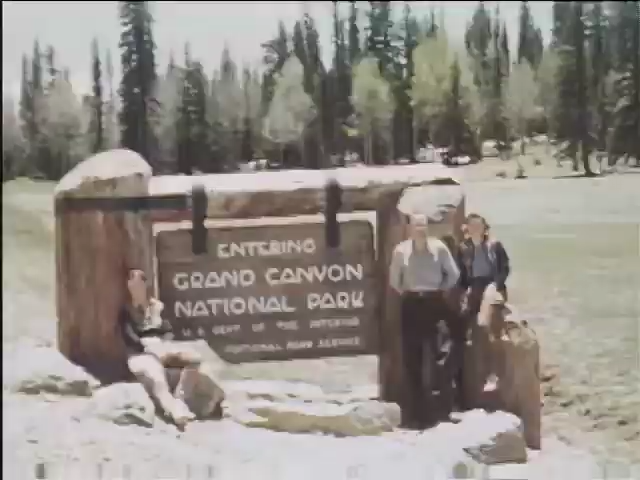 ENTERING
GRAND CANYON
NATIONAL PARK
U.S. DEPT OF THE INTERIOR
NATIONAL PARK SERVICE